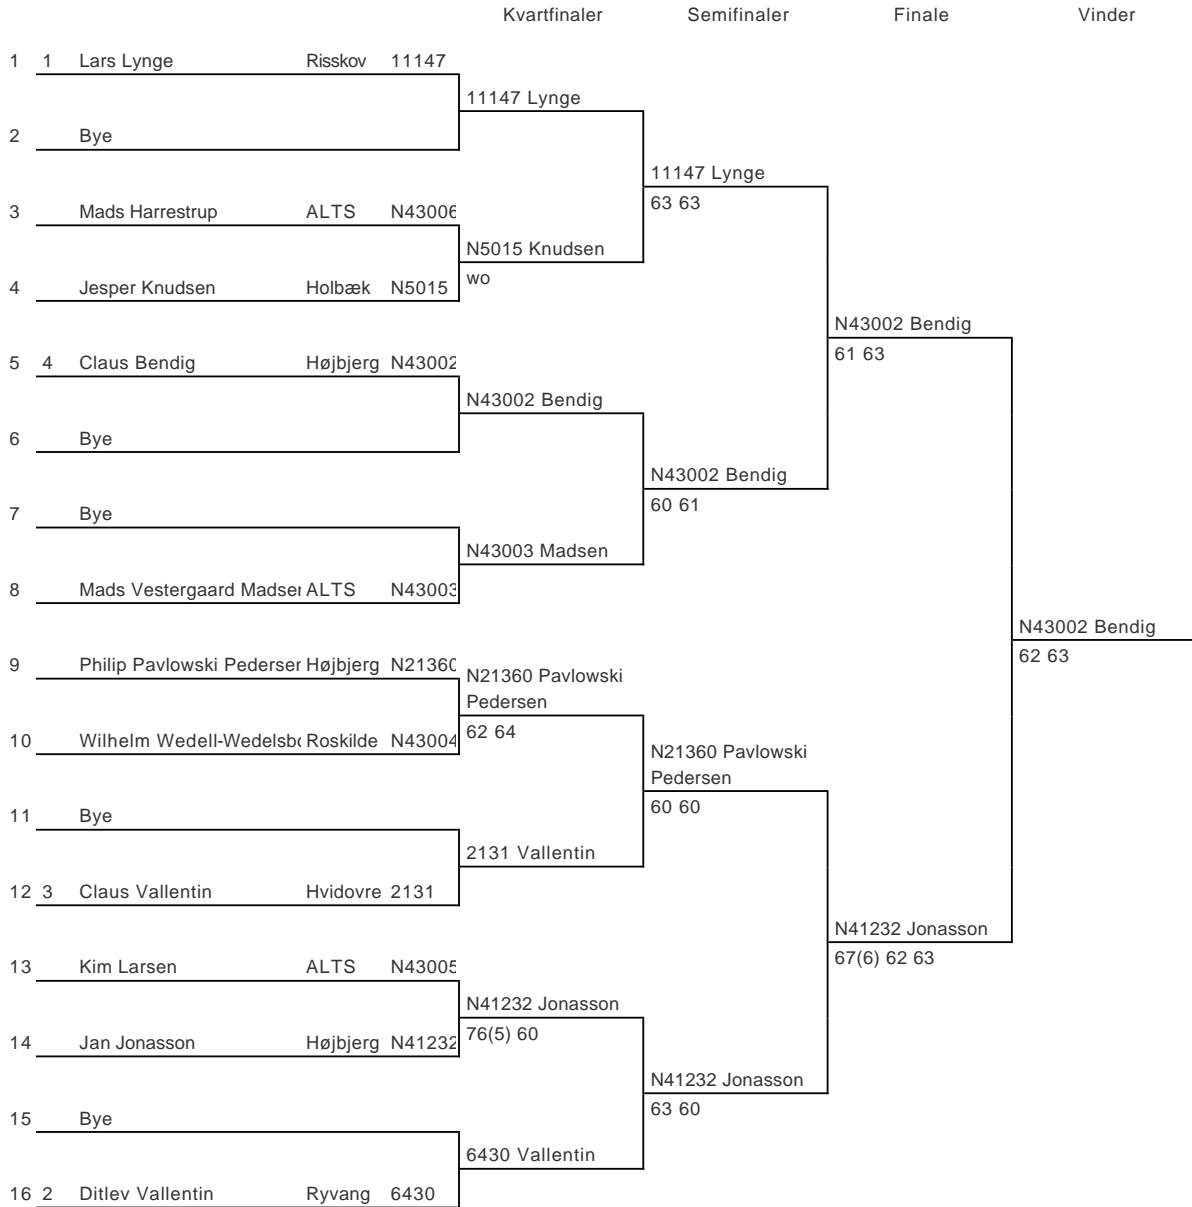 Kvartfinaler Semifinaler Finale Vinder
1 1 Lars Lynge Risskov 11147
11147 Lynge
2 Bye
11147 Lynge
63 63
3 Mads Harrestrup ALTS N43006
N5015 Knudsen
wo
4 Jesper Knudsen Holbæk N5015
N43002 Bendig
61 63
5 4 Claus Bendig Højbjerg N43002
N43002 Bendig
6 Bye
N43002 Bendig
60 61
7 Bye
N43003 Madsen
8 Mads Vestergaard Madsen ALTS N43003
N43002 Bendig
62 63
9 Philip Pavlowski Pedersen Højbjerg N21360
N21360 Pavlowski
Pedersen
62 64
10 Wilhelm Wedell-Wedelsbo Roskilde N43004
N21360 Pavlowski
Pedersen
60 60
11 Bye
2131 Vallentin
12 3 Claus Vallentin Hvidovre 2131
N41232 Jonasson
67(6) 62 63
13 Kim Larsen ALTS N43005
N41232 Jonasson
76(5) 60
14 Jan Jonasson Højbjerg N41232
N41232 Jonasson
63 60
15 Bye
6430 Vallentin
16 2 Ditlev Vallentin Ryvang 6430